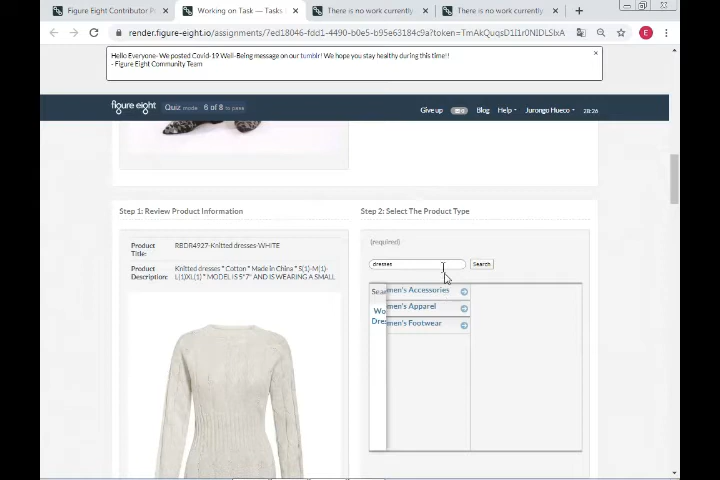 Figure Eight Contributor P
Working on Task — Tasks
There is no work currently
There is no work currently
render.figure-eight.com/assignments/7ed18046-fdd1-4490-b0e5-b95e63184c9a?token=TmAkQuqsD1l1r0NIDLSlxA
E
Hello Everyone- We posted Covid-19 Well-Being message on our tumblr! We hope you stay healthy during this time!!
- Figure Eight Community Team
figure eight
Quiz mode 6 of 8 to pass
Give up
Blog
Help
Jurongo Hueco
28:26
Step 1: Review Product Information
Step 2: Select The Product Type
Product Title:
RBDR4927-Knitted dresses-WHITE
Product Description:
Knitted dresses * Cotton * Made in China * S(1)-M(1)-
L(1)XL(1) * MODEL IS 5"7' AND IS WEARING A SMALL
(required)
dresses
Search
Sear
men's Accessories
Wo
Dres
men's Apparel
men's Footwear